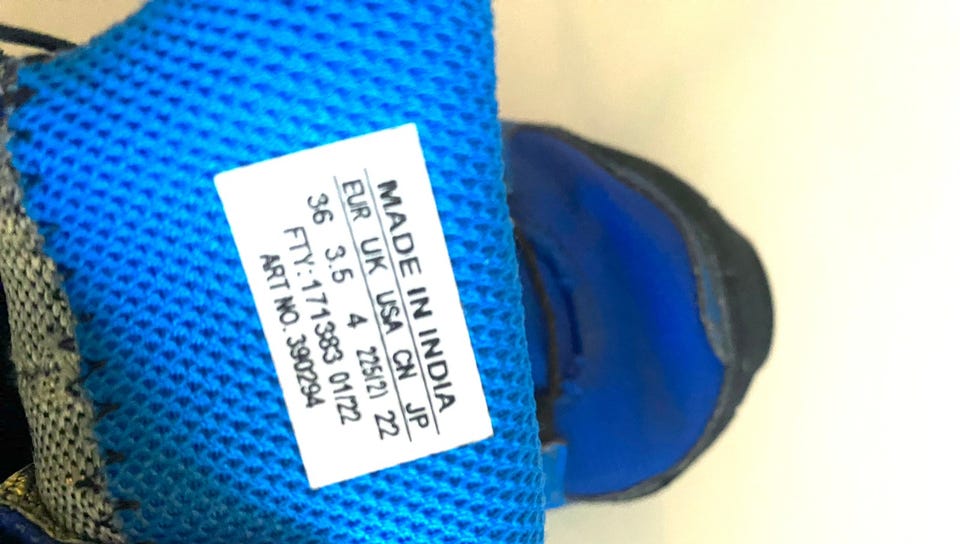 MADE IN INDIA
EUR UK USA CN JP
36 3.5 4 225(2) 22
FTY:171383 01/22
ART NO. 390294